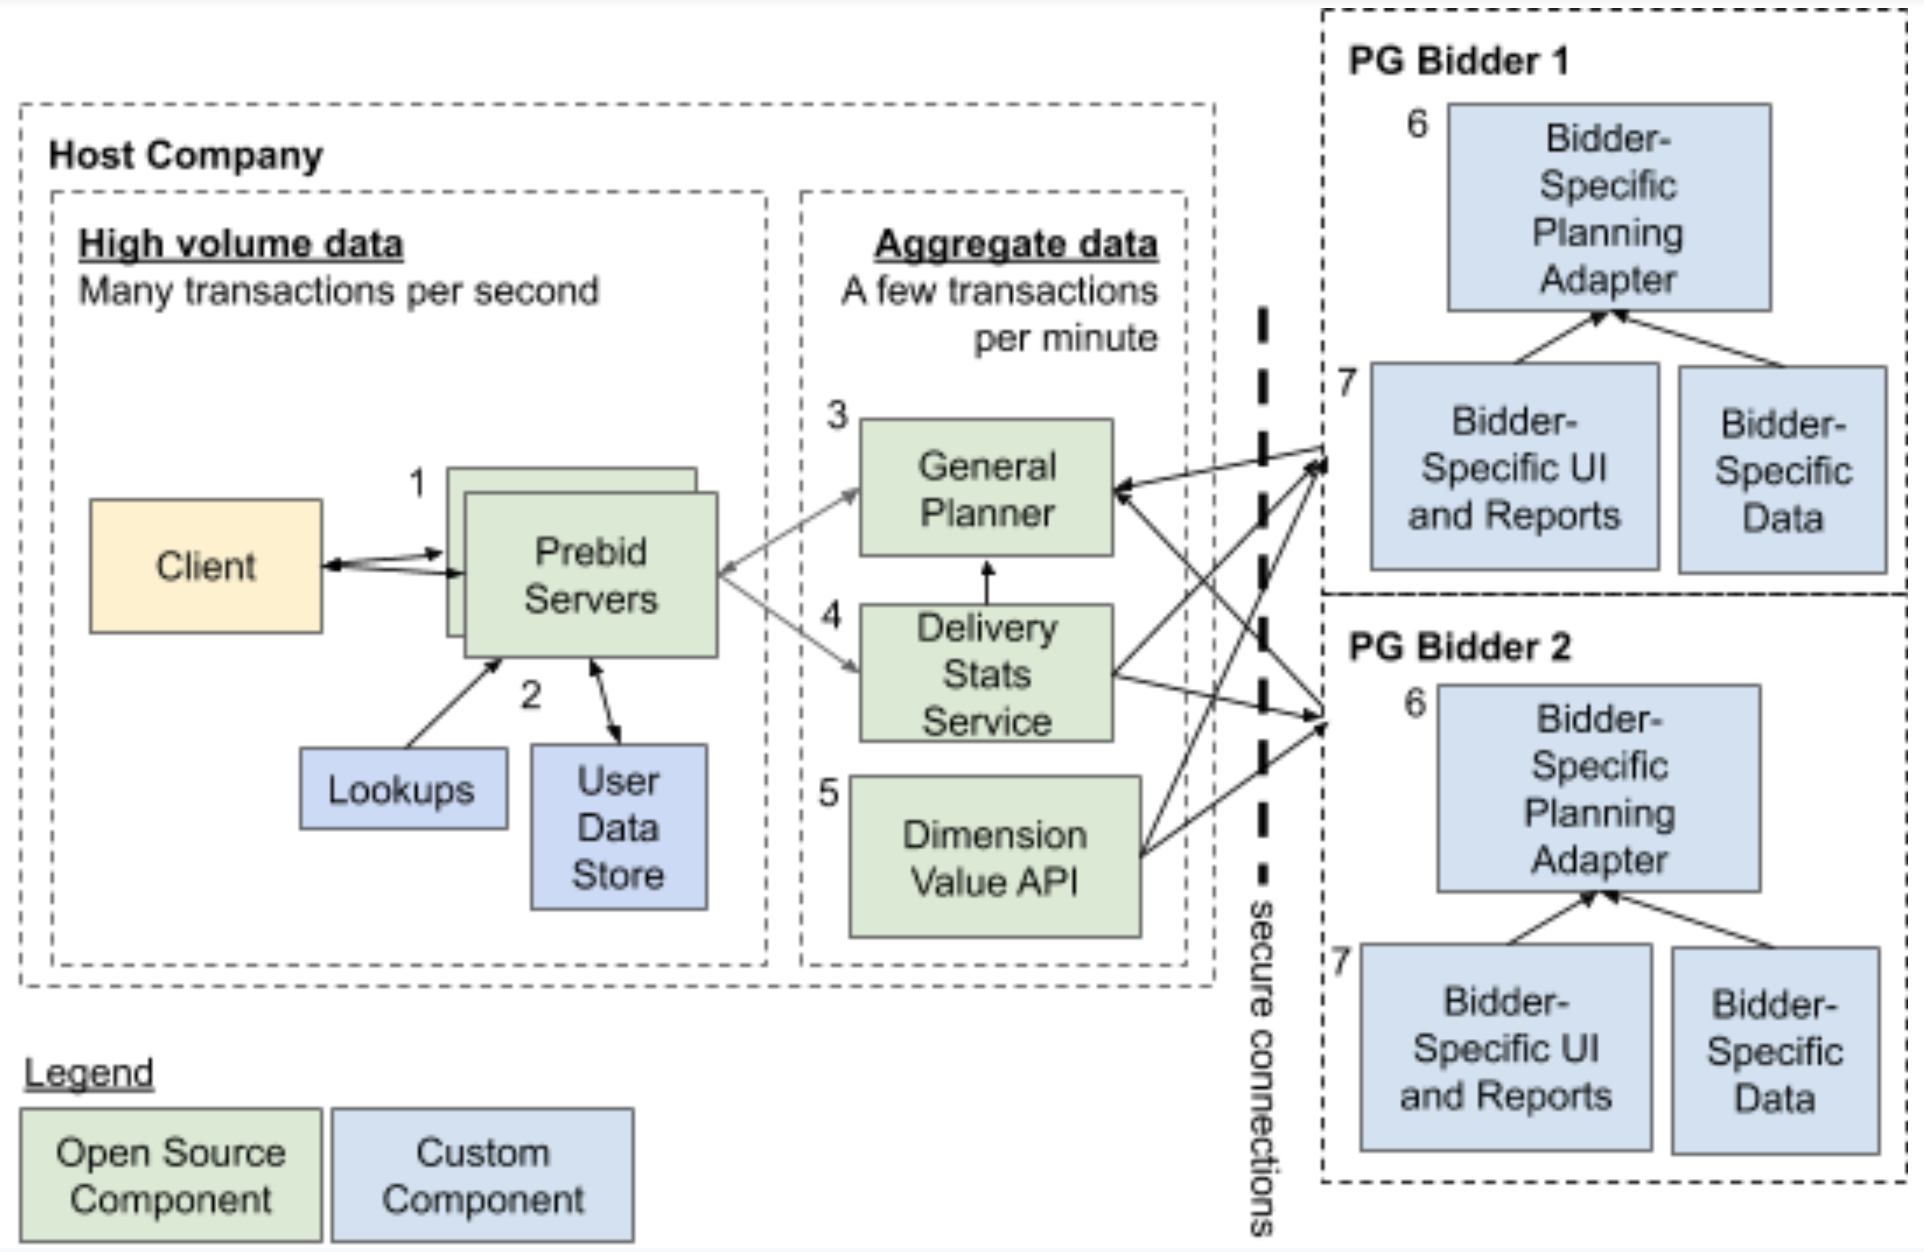 Host Company
High volume data
Many transactions per second
1
Client
Prebid
Servers
2
Lookups
User
Data
Store
Aggregate data
A few transactions
per minute
3
General
Planner
4
Delivery
Stats
Service
5
Dimension
Value API
secure connections
PG Bidder 1
6
Bidder-
Specific
Planning
Adapter
7
Bidder-
Specific UI
and Reports
Bidder-
Specific
Data
PG Bidder 2
6
Bidder-
Specific
Planning
Adapter
7
Bidder-
Specific UI
and Reports
Bidder-
Specific
Data
Legend
Open Source
Component
Custom
Component